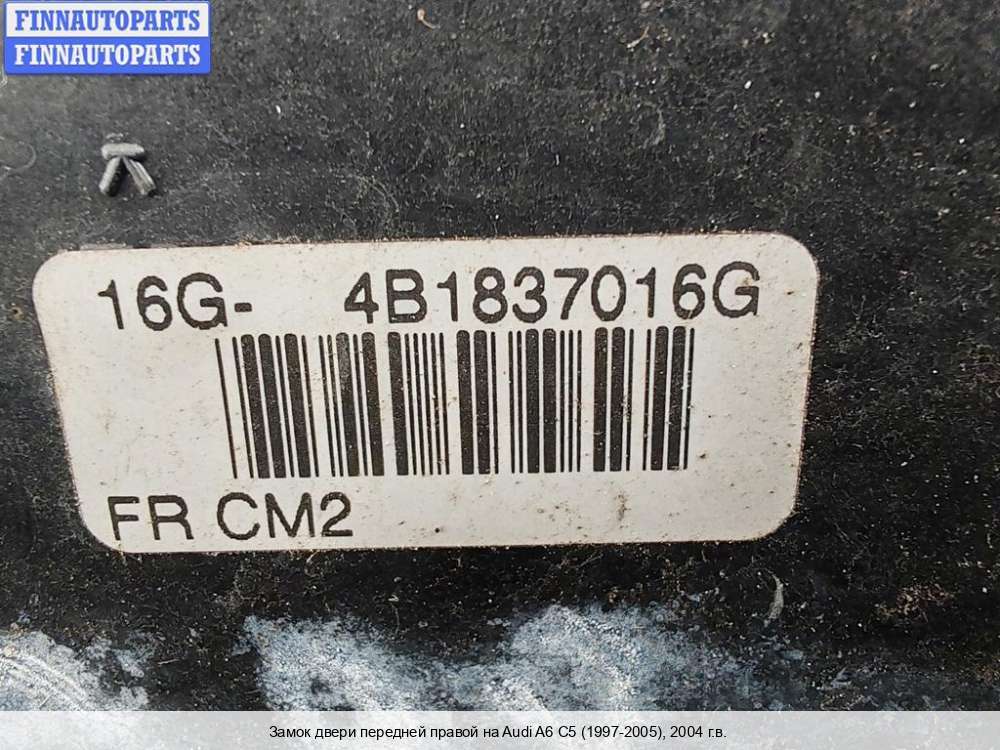 FINNAUTOPARTS
FINNAUTOPARTS
16G- 4B1837016G
FR CM2
Замок двери передней правой на Audi A6 C5 (1997-2005), 2004 г.в.